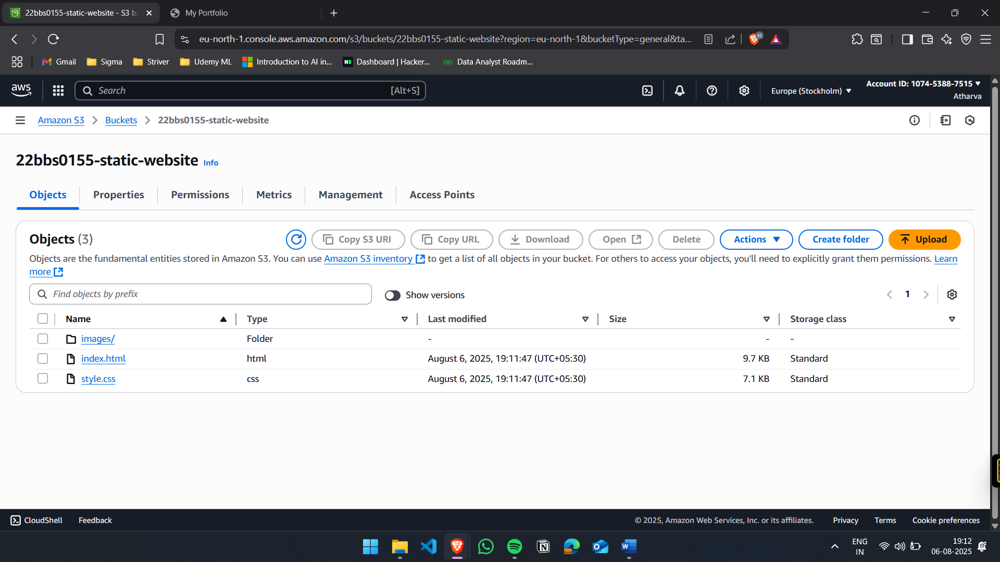 22bbs0155-static-website - S3 b
My Portfolio
eu-north-1.console.aws.amazon.com/s3/buckets/22bbs0155-static-website?region=eu-north-1&bucketType=general&ta...
93
Gmail
Sigma
Striver
Udemy ML
Introduction to AI in...
Dashboard | Hacker...
Data Analyst Roadm...
aws
Search
[Alt+S]
Europe (Stockholm)
Account ID: 1074-5388-7515
Atharva
Amazon S3
Buckets
22bbs0155-static-website
22bbs0155-static-website
Info
Objects
Properties
Permissions
Metrics
Management
Access Points
Objects (3)
Copy S3 URI
Copy URL
Download
Open
Delete
Actions
Create folder
Upload
Objects are the fundamental entities stored in Amazon S3. You can use Amazon S3 inventory to get a list of all objects in your bucket. For others to access your objects, you'll need to explicitly grant them permissions. Learn
more
Find objects by prefix
Show versions
1
Name Type Last modified Size Storage class
images/ Folder - - -
index.html html August 6, 2025, 19:11:47 (UTC+05:30) 9.7 KB Standard
style.css css August 6, 2025, 19:11:47 (UTC+05:30) 7.1 KB Standard
CloudShell
Feedback
© 2025, Amazon Web Services, Inc. or its affiliates.
Privacy
Terms
Cookie preferences
ENG
IN
19:12
06-08-2025